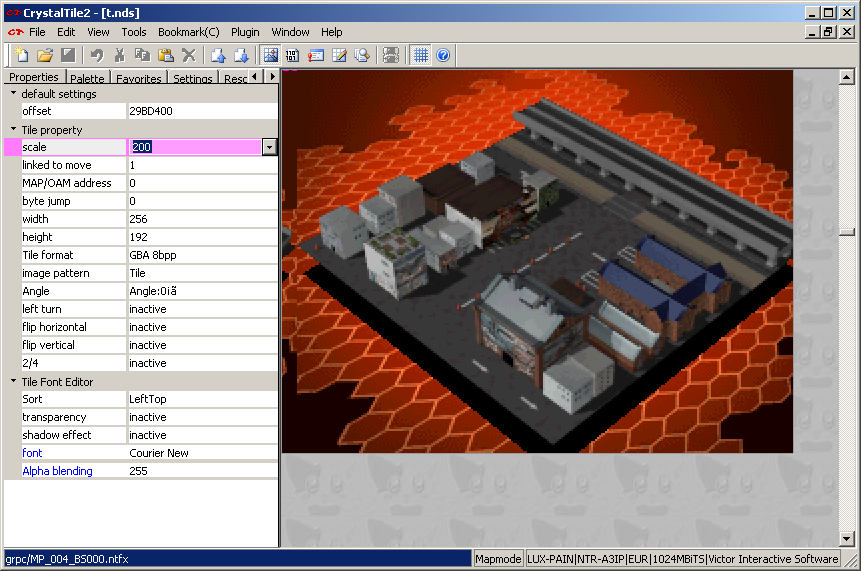 CrystalTile2 - [t.nds]
File Edit View Tools Bookmark(C) Plugin Window Help
Properties Palette Favorites Settings Resc
default settings
offset 29BD400
Tile property
scale 200
linked to move 1
MAP/OAM address 0
byte jump 0
width 256
height 192
Tile format GBA 8bpp
image pattern Tile
Angle Angle:0iã
left turn inactive
flip horizontal inactive
flip vertical inactive
2/4 inactive
Tile Font Editor
Sort LeftTop
transparency inactive
shadow effect inactive
font Courier New
Alpha blending 255
grpc/MP_004_B5000.ntfx Mapmode LUX-PAIN|NTR-A3IP|EUR|1024MBiTS|Victor Interactive Software